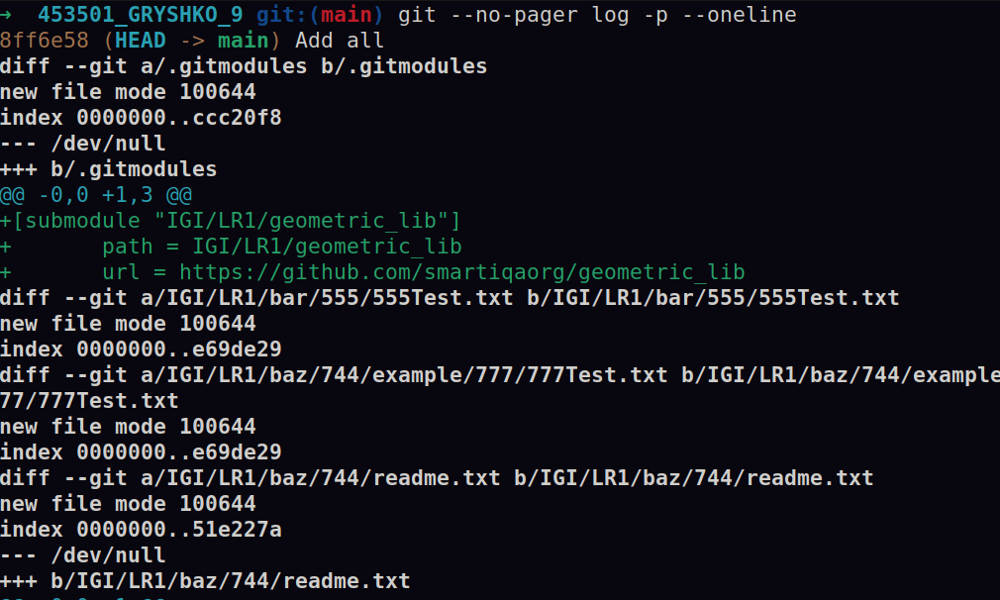 →  453501_GRYSHKO_9 git:(main) git --no-pager log -p --oneline
8ff6e58 (HEAD -> main) Add all
diff --git a/.gitmodules b/.gitmodules
new file mode 100644
index 0000000..ccc20f8
--- /dev/null
+++ b/.gitmodules
@@ -0,0 +1,3 @@
+[submodule "IGI/LR1/geometric_lib"]
+       path = IGI/LR1/geometric_lib
+       url = https://github.com/smartiqaorg/geometric_lib
diff --git a/IGI/LR1/bar/555/555Test.txt b/IGI/LR1/bar/555/555Test.txt
new file mode 100644
index 0000000..e69de29
diff --git a/IGI/LR1/baz/744/example/777/777Test.txt b/IGI/LR1/baz/744/example
77/777Test.txt
new file mode 100644
index 0000000..e69de29
diff --git a/IGI/LR1/baz/744/readme.txt b/IGI/LR1/baz/744/readme.txt
new file mode 100644
index 0000000..51e227a
--- /dev/null
+++ b/IGI/LR1/baz/744/readme.txt